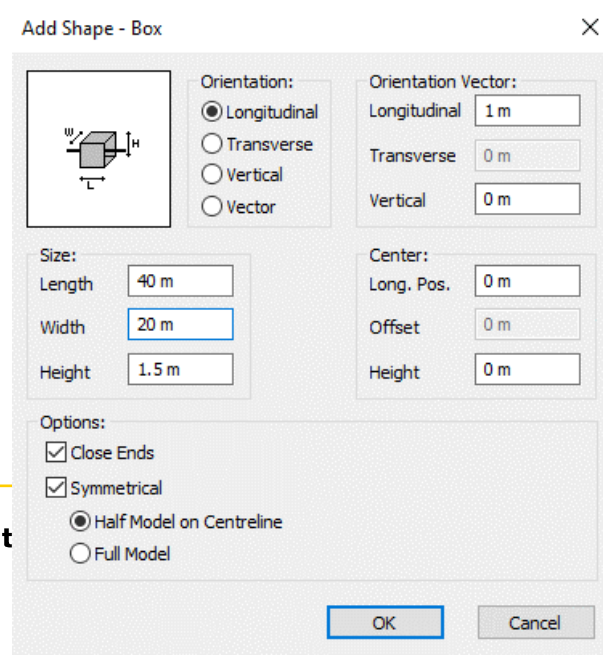 Add Shape - Box
W
H
L
Orientation:
Longitudinal
Transverse
Vertical
Vector
Orientation Vector:
Longitudinal 1 m
Transverse 0 m
Vertical 0 m
Size:
Length 40 m
Width 20 m
Height 1.5 m
Center:
Long. Pos. 0 m
Offset 0 m
Height 0 m
Options:
Close Ends
Symmetrical
Half Model on Centreline
Full Model
t
OK Cancel